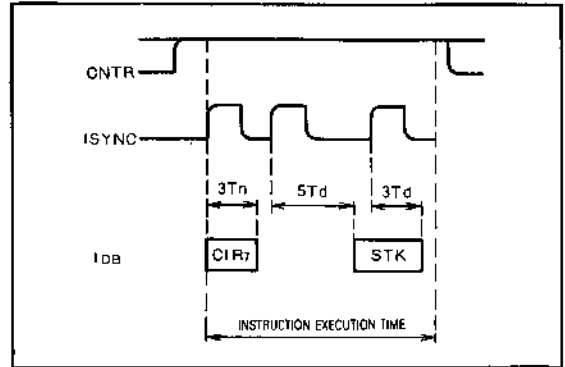 CNTR
ISYNC
3Tn 5Td 3Td
IDB CIR7 STK
INSTRUCTION EXECUTION TIME